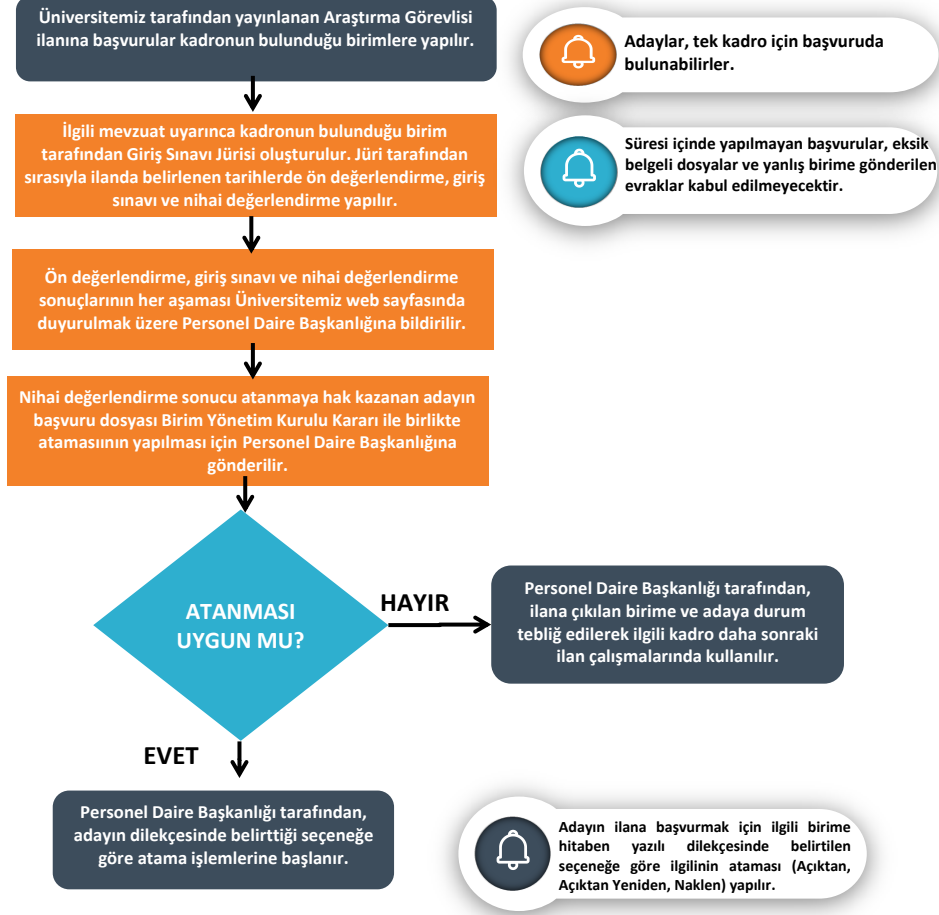 Üniversitemiz tarafından yayınlanan Araştırma Görevlisi
ilanına başvurular kadronun bulunduğu birimlere yapılır.
Adaylar, tek kadro için başvuruda
bulunabilirler.
İlgili mevzuat uyarınca kadronun bulunduğu birim
tarafından Giriş Sınavı Jürisi oluşturulur. Jüri tarafından
sırasıyla ilanda belirlenen tarihlerde ön değerlendirme, giriş
sınavı ve nihai değerlendirme yapılır.
Süresi içinde yapılmayan başvurular, eksik
belgeli dosyalar ve yanlış birime gönderilen
evraklar kabul edilmeyecektir.
Ön değerlendirme, giriş sınavı ve nihai değerlendirme
sonuçlarının her aşaması Üniversitemiz web sayfasında
duyurulmak üzere Personel Daire Başkanlığına bildirilir.
Nihai değerlendirme sonucu atanmaya hak kazanan adayın
başvuru dosyası Birim Yönetim Kurulu Kararı ile birlikte
atamasıının yapılması için Personel Daire Başkanlığına
gönderilir.
ATANMASI
UYGUN MU?
HAYIR
Personel Daire Başkanlığı tarafından,
ilana çıkılan birime ve adaya durum
tebliğ edilerek ilgili kadro daha sonraki
ilan çalışmalarında kullanılır.
EVET
Personel Daire Başkanlığı tarafından,
adayın dilekçesinde belirttiği seçeneğe
göre atama işlemlerine başlanır.
Adayın ilana başvurmak için ilgili birime
hitaben yazılı dilekçesinde belirtilen
seçeneğe göre ilgilinin ataması (Açıktan,
Açıktan Yeniden, Naklen) yapılır.